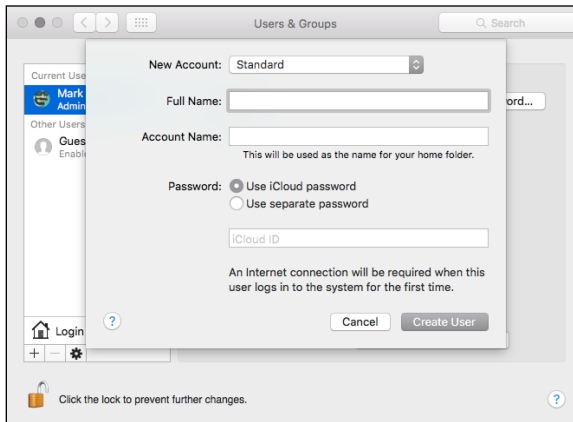 Users & Groups
Search
New Account: Standard
Current Use
Mark
Admin
Full Name:
ord...
Other Users
Gues
Enable
Account Name:
This will be used as the name for your home folder.
Password: Use iCloud password
Use separate password
iCloud ID
An Internet connection will be required when this
user logs in to the system for the first time.
Login
?
Cancel
Create User
+ −
Click the lock to prevent further changes.
?